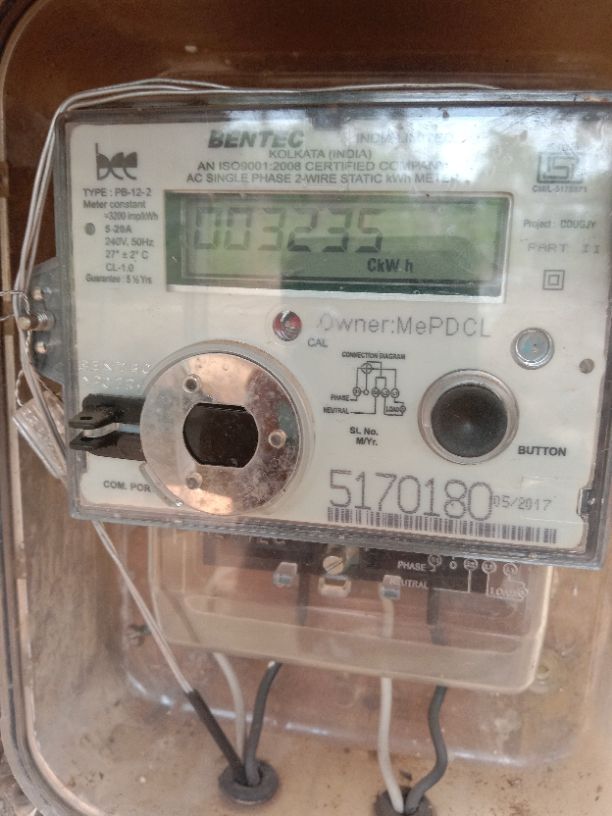 BENTEC INDIA LIMITED
KOLKATA (INDIA)
AN ISO9001:2008 CERTIFIED COMPANY
AC SINGLE PHASE 2-WIRE STATIC kWh METER
bee
TYPE : PB-12-2
Meter constant
=3200 imp/kWh
5-20A
240V, 50Hz
27° ± 2° C
CL-1.0
Guarantee : 5 ½ Yrs
003235
CkWh
Project : DDUGJY
PART II
Owner:MePDCL
CAL
CONNECTION DIAGRAM
PHASE
NEUTRAL
LOAD
Sl. No.
M/Yr.
BUTTON
COM. POR
5170180 05/2017
PHASE
NEUTRAL
LOAD